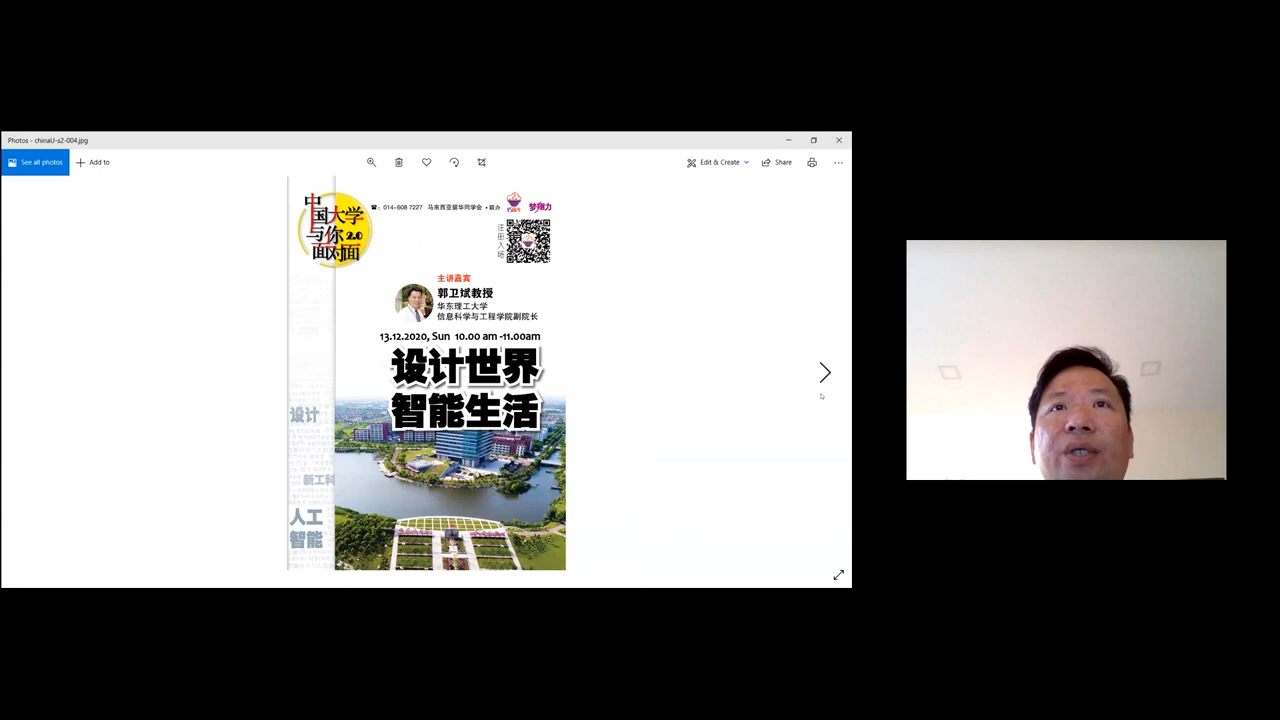 Photos - chinaU-s2-004.jpg
See all photos
Add to
Edit & Create
Share
中国大学与你2.0面对面
☎: 014-608 7227 马来西亚留华同学会 • 联办
梦翔力
注册入场
主讲嘉宾
郭卫斌教授
华东理工大学
信息科学与工程学院副院长
13.12.2020, Sun 10.00 am -11.00am
设计世界
智能生活
设计
新工科
人工
智能